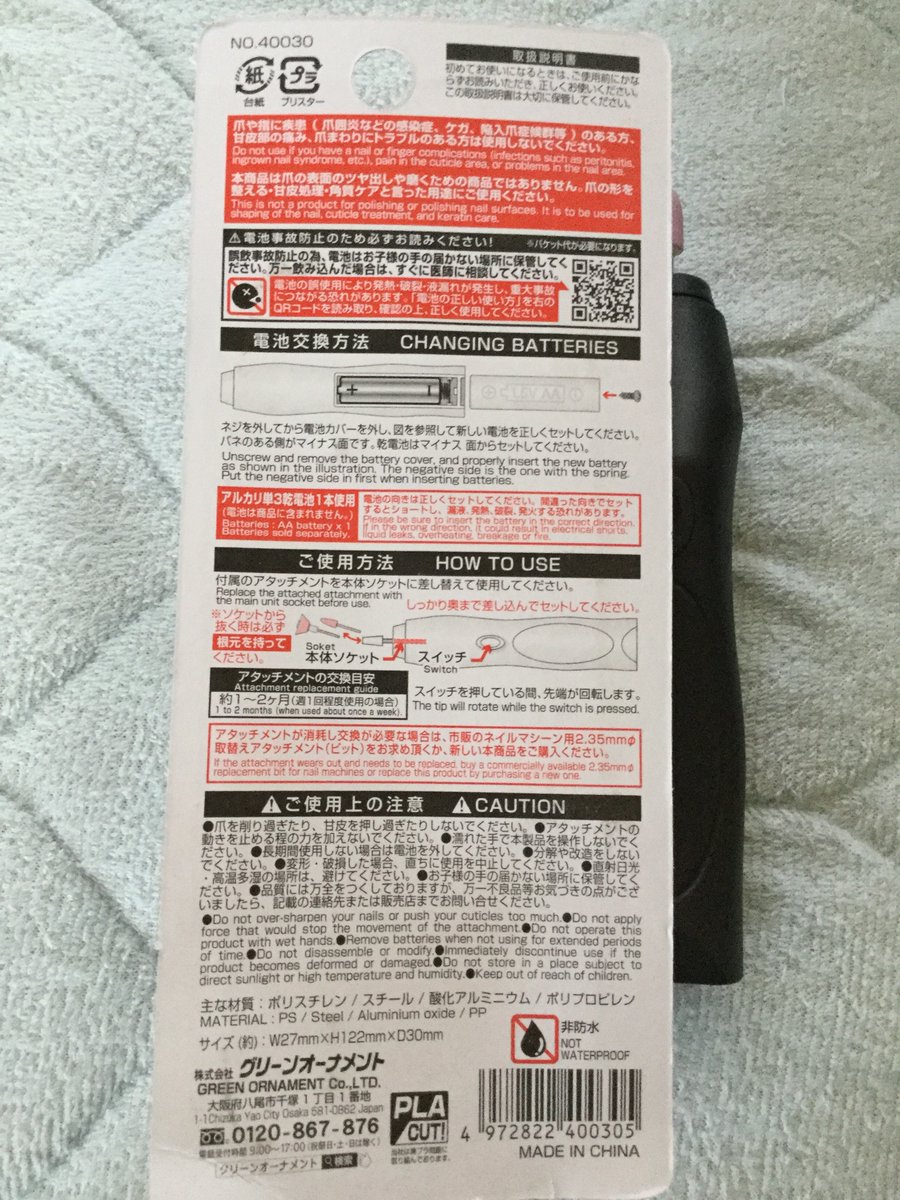 NO.40030
紙
台紙
プラ
ブリスター
取扱説明書
初めてお使いになるときは、ご使用前にかな
らずお読みいただき、正しくお使いください。
この取扱説明書は大切に保管してください。
爪や指に疾患(爪囲炎などの感染症。ケガ、陥入爪症候群等)のある方、
甘皮部の痛み、爪まわりにトラブルのある方は使用しないでください。
Do not use if you have a nail or finger complications (infections such as peritonitis,
ingrown nail syndrome, etc.), pain in the cuticle area, or problems in the nail area.
本商品は爪の表面のツヤ出しや磨くための商品ではありません。爪の形を
整える・甘皮処理・角質ケアと言った用途にご使用ください。
This is not a product for polishing or polishing nail surfaces. It is to be used for
shaping of the nail, cuticle treatment, and keratin care.
⚠電池事故防止のため必ずお読みください!
※パケット代が必要になります。
誤飲事故防止の為、電池はお子様の手の届かない場所に保管してく
ださい。万一飲み込んだ場合は、すぐに医師に相談してください。
電池の誤使用により発熱・破裂・液漏れが発生し、重大事故
につながる恐れがあります。「電池の正しい使い方」を右の
QRコードを読み取り、確認の上、正しく使用してください。
電池交換方法 CHANGING BATTERIES
+ −
1.5V AA
ネジを外してから電池カバーを外し、図を参照して新しい電池を正しくセットしてください。
バネのある側がマイナス面です。乾電池はマイナス 面からセットしてください。
Unscrew and remove the battery cover, and properly insert the new battery
as shown in the illustration. The negative side is the one with the spring.
Put the negative side in first when inserting batteries.
アルカリ単3乾電池1本使用
(電池は商品に含まれません。)
Batteries : AA battery x 1
Batteries sold separately.
電池の向きは正しくセットしてください。間違った向きでセット
するとショートし、漏液、発熱、破裂、発火する恐れがあります。
Please be sure to insert the battery in the correct direction.
If in the wrong direction, it could result in electrical shorts,
liquid leaks, overheating, breakage or fire.
ご使用方法 HOW TO USE
付属のアタッチメントを本体ソケットに差し替えて使用してください。
Replace the attached attachment with
the main unit socket before use.
しっかり奥まで差し込んでセットしてください。
※ソケットから
抜く時は必ず
根元を持って
ください。
Soket
本体ソケット
スイッチ
Switch
アタッチメントの交換目安
Attachment replacement guide
約1〜2ヶ月(週1回程度使用の場合)
1 to 2 months (when used about once a week).
スイッチを押している間、先端が回転します。
The tip will rotate while the switch is pressed.
アタッチメントが消耗し交換が必要な場合は、市販のネイルマシーン用2.35mmφ
取替えアタッチメント(ビット)をお求め頂くか、新しい本商品をご購入ください。
If the attachment wears out and needs to be replaced, buy a commercially available 2.35mmφ
replacement bit for nail machines or replace this product by purchasing a new one.
⚠ご使用上の注意 ⚠CAUTION
●爪を削り過ぎたり、甘皮を押し過ぎたりしないでください。●アタッチメントの
動きを止める程の力を加えないでください。●濡れた手で本製品を操作しないでく
ださい。●長期間使用しない場合は電池を外してください。●分解や改造をしない
でください。●変形・破損した場合、直ちに使用を中止してください。●直射日光
・高温多湿の場所は、避けてください。●お子様の手の届かない場所に保管してく
ださい。●品質には万全をつくしておりますが、万一不良品等お気づきの点がござ
いましたら、記載の連絡先または販売店までお問い合せください。
●Do not over-sharpen your nails or push your cuticles too much.●Do not apply
force that would stop the movement of the attachment.●Do not operate this
product with wet hands.●Remove batteries when not using for extended periods
of time.●Do not disassemble or modify.●Immediately discontinue use if the
product becomes deformed or damaged.●Do not store in a place subject to
direct sunlight or high temperature and humidity.●Keep out of reach of children.
主な材質 : ポリスチレン / スチール / 酸化アルミニウム / ポリプロピレン
MATERIAL : PS / Steel / Aluminium oxide / PP
サイズ (約) : W27mm×H122mm×D30mm
非防水
NOT
WATERPROOF
株式会社 グリーンオーナメント
GREEN ORNAMENT Co.,LTD.
大阪府八尾市千塚1丁目1番地
1-1Chizuka Yao City Osaka 581-0862 Japan
0120-867-876
電話受付時間 9:00〜17:00(祝祭日・土・日は除く)
グリーンオーナメント 検索
PLA
CUT!
当社は廃プラ問題に
取り組んでおります。
4 972822 400305
MADE IN CHINA